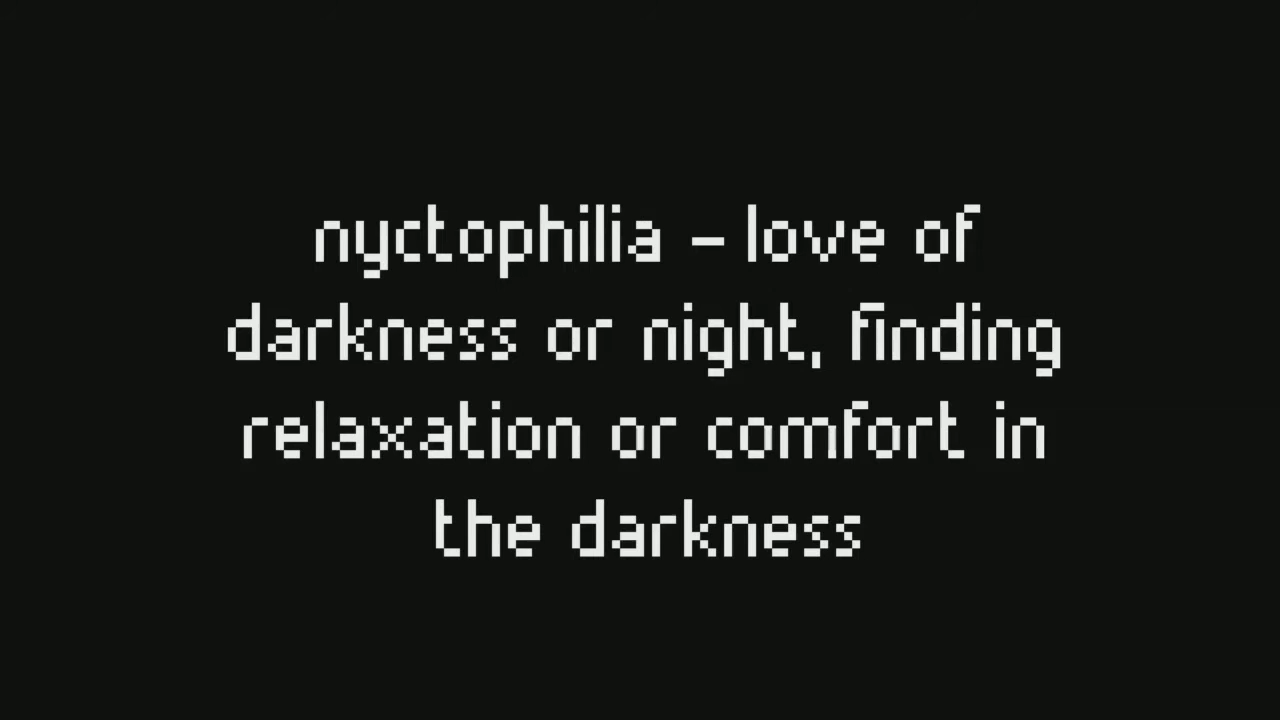 nyctophilia – love of
darkness or night, finding
relaxation or comfort in
the darkness